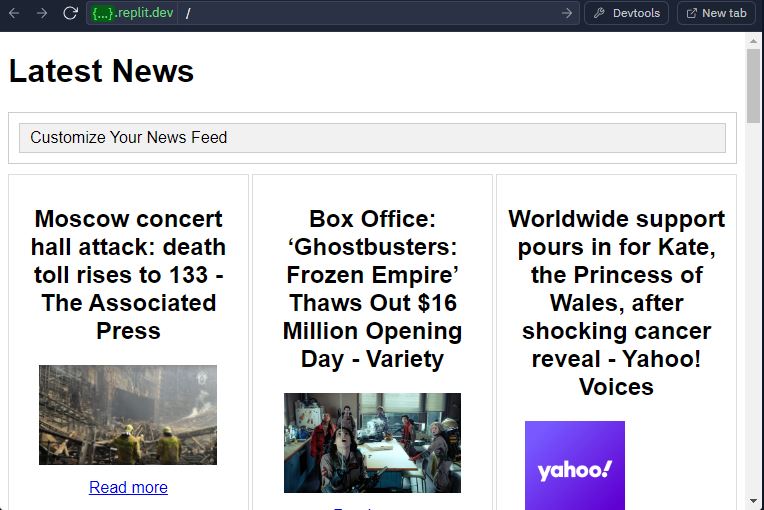 {...}.replit.dev /
Devtools
New tab
Latest News
Customize Your News Feed
Moscow concert
hall attack: death
toll rises to 133 -
The Associated
Press
Read more
Box Office:
‘Ghostbusters:
Frozen Empire’
Thaws Out $16
Million Opening
Day - Variety
Worldwide support
pours in for Kate,
the Princess of
Wales, after
shocking cancer
reveal - Yahoo!
Voices
yahoo!